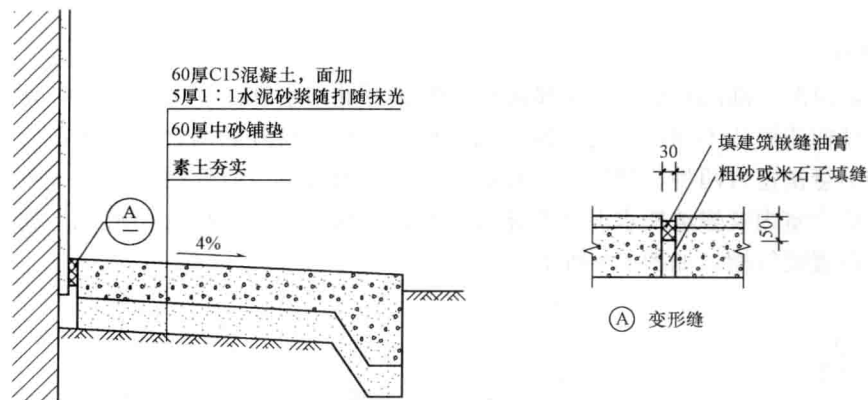 60厚C15混凝土，面加
5厚1：1水泥砂浆随打随抹光
60厚中砂铺垫
素土夯实
A
4%
填建筑嵌缝油膏
30
粗砂或米石子填缝
50
A 变形缝